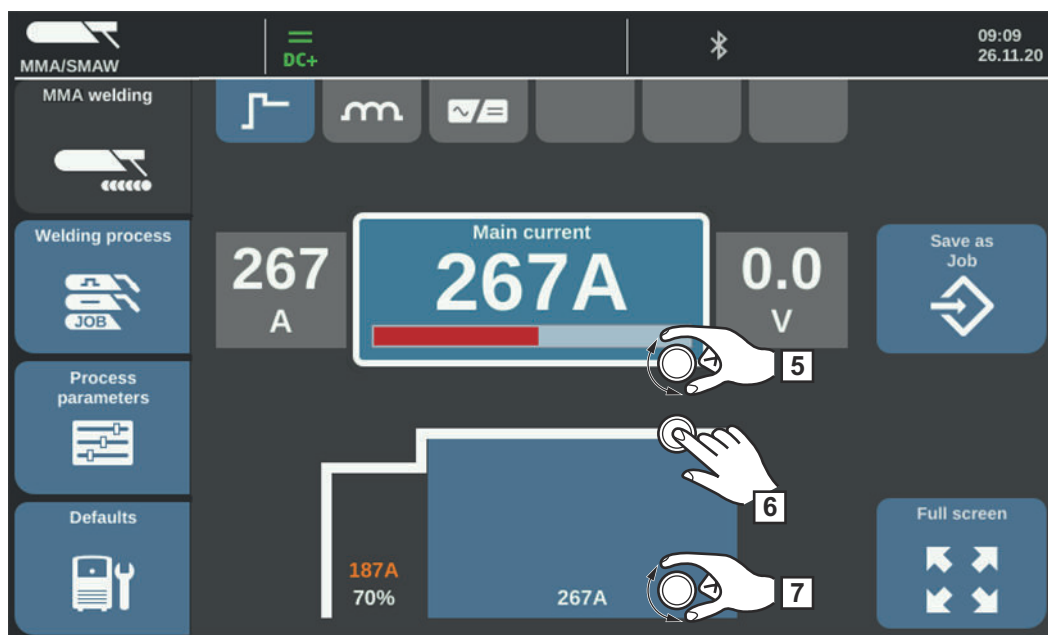 MMA/SMAW
DC+
09:09
26.11.20
MMA welding
Welding process
JOB
Process
parameters
Defaults
267
A
Main current
267A
0.0
V
5
Save as
Job
6
187A
70%
267A
7
Full screen